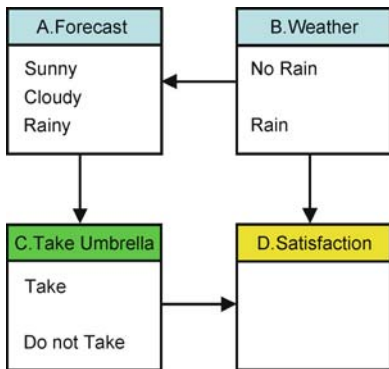 A.Forecast
Sunny
Cloudy
Rainy
B.Weather
No Rain
Rain
C.Take Umbrella
Take
Do not Take
D.Satisfaction